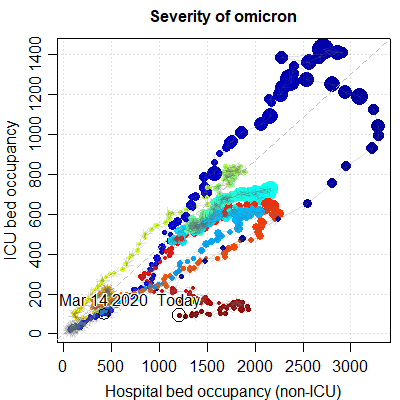 Severity of omicron
ICU bed occupancy
1400
1200
1000
800
600
400
200
0
Mar 14 2020 Today
0 500 1000 1500 2000 2500 3000
Hospital bed occupancy (non-ICU)